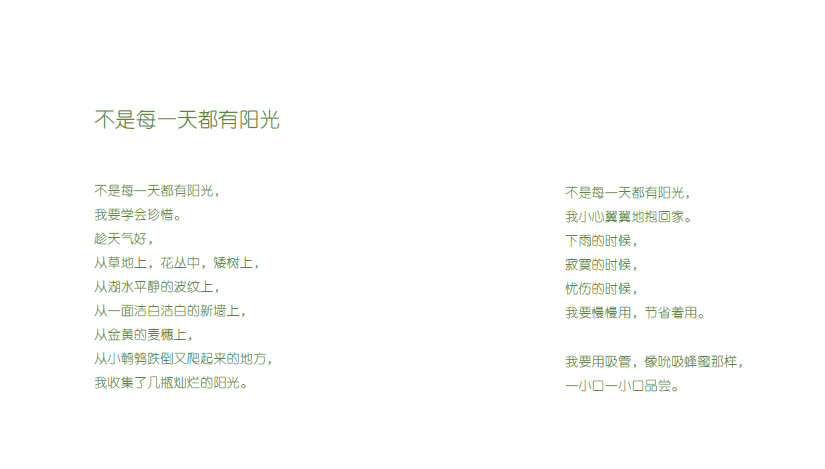 不是每一天都有阳光
不是每一天都有阳光，
我要学会珍惜。
趁天气好，
从草地上，花丛中，矮树上，
从湖水平静的波纹上，
从一面洁白洁白的新墙上，
从金黄的麦穗上，
从小鹌鹑跌倒又爬起来的地方，
我收集了几瓶灿烂的阳光。
不是每一天都有阳光，
我小心翼翼地抱回家。
下雨的时候，
寂寞的时候，
忧伤的时候，
我要慢慢用，节省着用。
我要用吸管，像吮吸蜂蜜那样，
一小口一小口品尝。